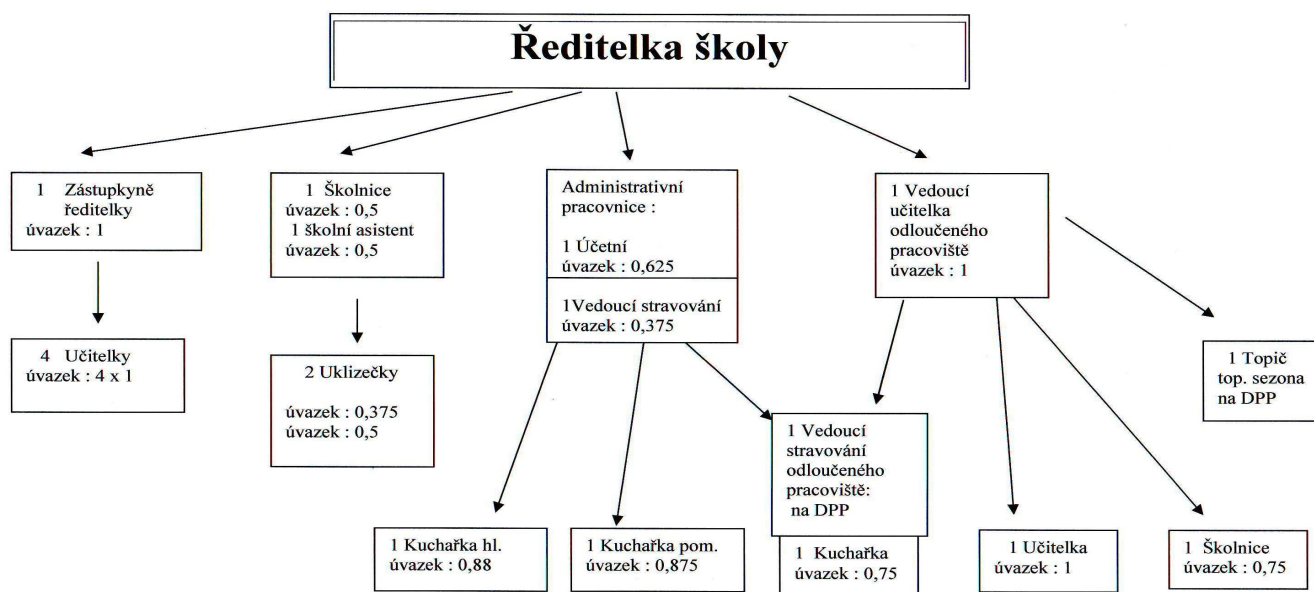 Ředitelka školy
1 Zástupkyně
ředitelky
úvazek : 1
1 Školnice
úvazek : 0,5
1 školní asistent
úvazek : 0,5
Administrativní
pracovnice :
1 Účetní
úvazek : 0,625
1Vedoucí stravování
úvazek : 0,375
1 Vedoucí
učitelka
odloučeného
pracoviště
úvazek : 1
4 Učitelky
úvazek : 4 x 1
2 Uklizečky
úvazek : 0,375
úvazek : 0,5
1 Topič
top. sezona
na DPP
1 Vedoucí
stravování
odloučeného
pracoviště:
na DPP
1 Kuchařka hl.
úvazek : 0,88
1 Kuchařka pom.
úvazek : 0,875
1 Kuchařka
úvazek : 0,75
1 Učitelka
úvazek : 1
1 Školnice
úvazek : 0,75